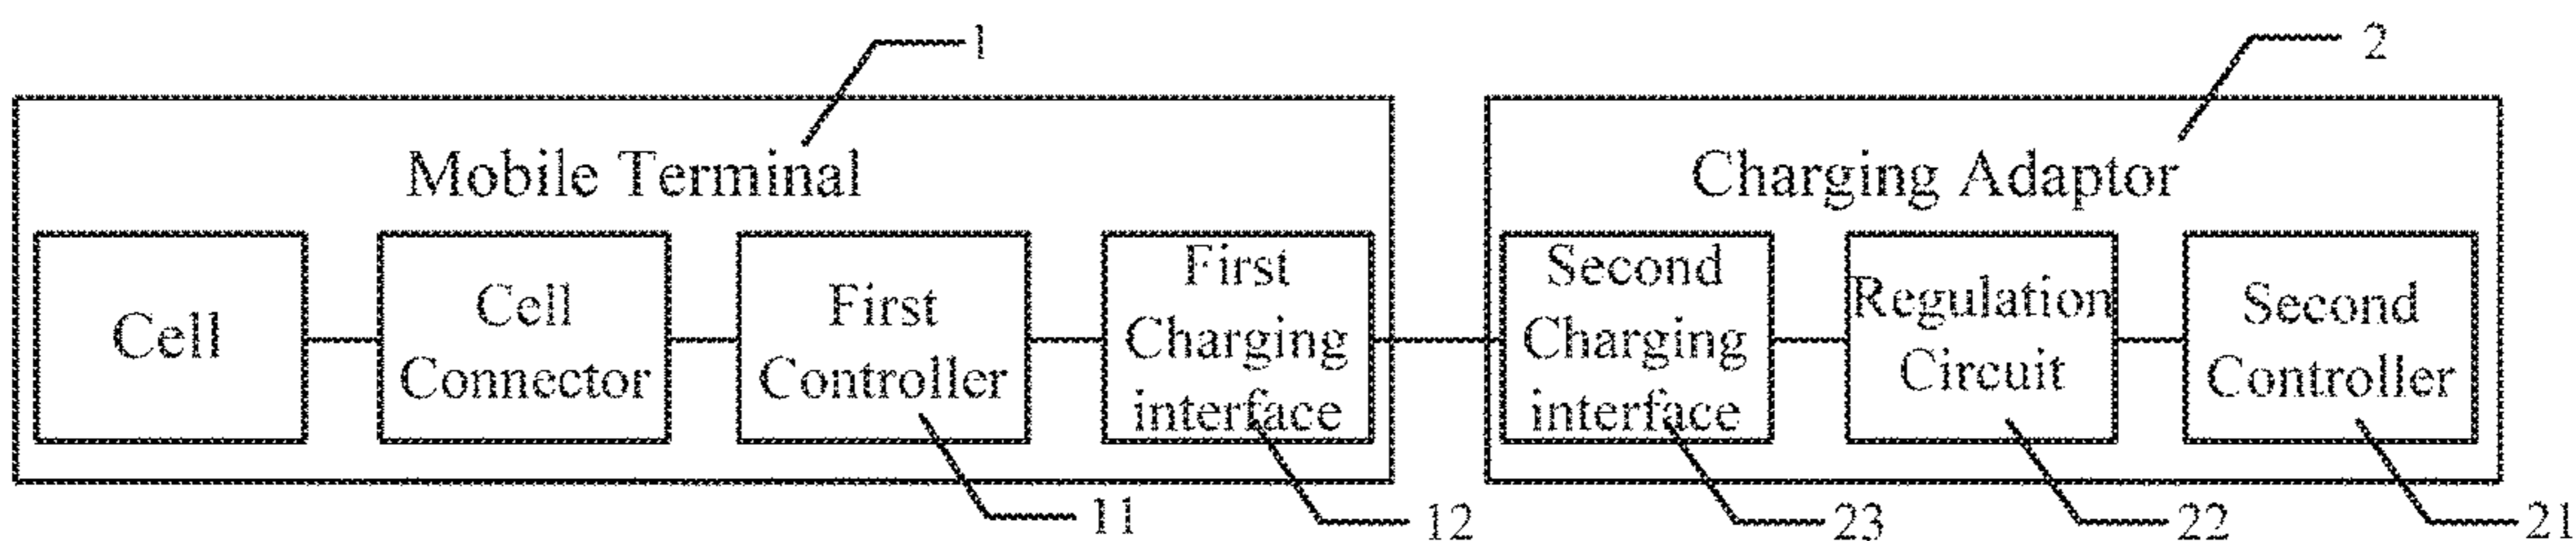 1
2
Mobile Terminal
Charging Adaptor
Cell
Cell
Connector
First
Controller
First
Charging
interface
Second
Charging
interface
Regulation
Circuit
Second
Controller
11
12
23
22
21